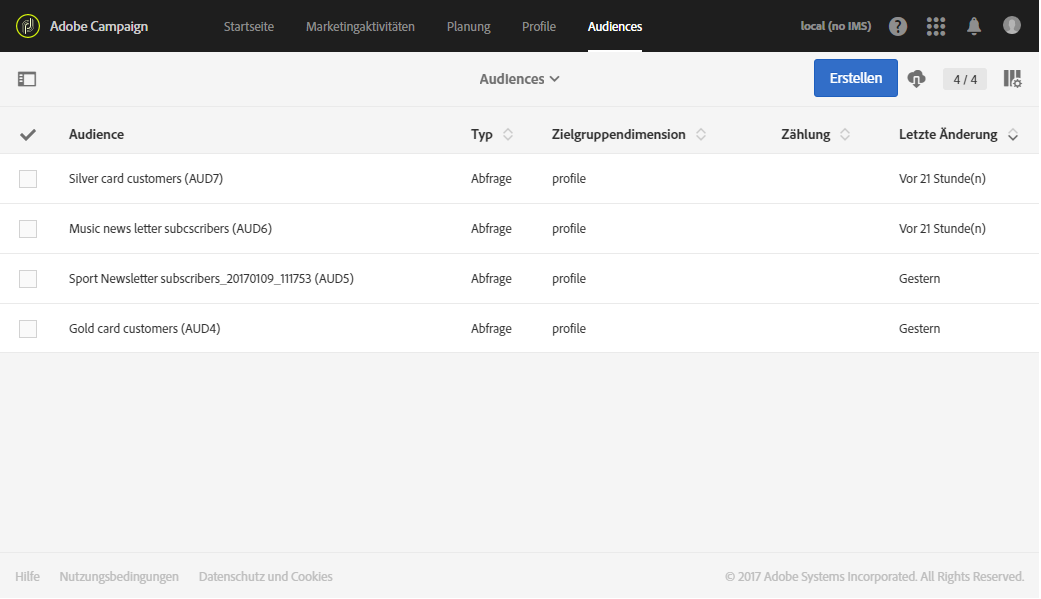 Adobe Campaign Startseite Marketingaktivitäten Planung Profile Audiences local (no IMS) ?
Audiences Erstellen 4 / 4
Audience Typ Zielgruppendimension Zählung Letzte Änderung
Silver card customers (AUD7) Abfrage profile Vor 21 Stunde(n)
Music news letter subcscribers (AUD6) Abfrage profile Vor 21 Stunde(n)
Sport Newsletter subscribers_20170109_111753 (AUD5) Abfrage profile Gestern
Gold card customers (AUD4) Abfrage profile Gestern
Hilfe Nutzungsbedingungen Datenschutz und Cookies © 2017 Adobe Systems Incorporated. All Rights Reserved.